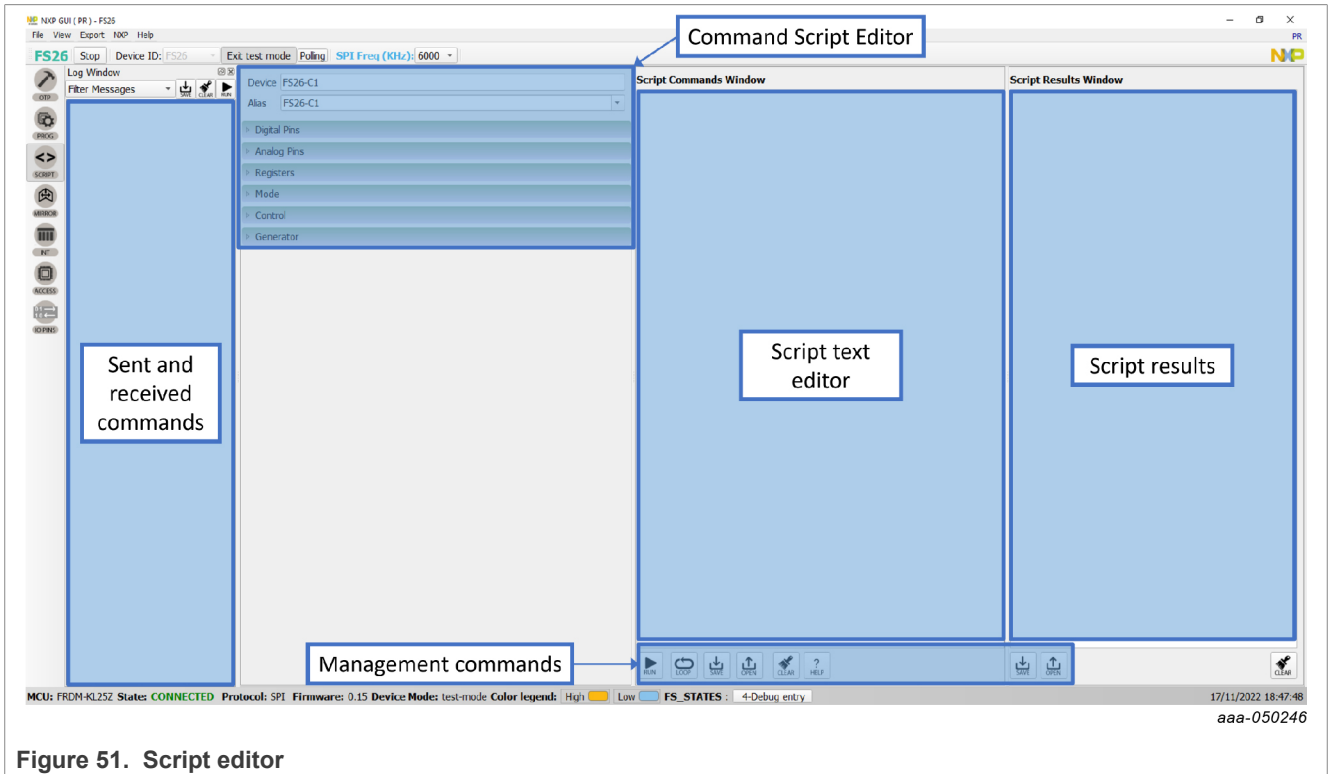 NXP GUI ( PR ) - FS26
File View Export NXP Help
PR
FS26 Stop Device ID: FS26 Exit test mode Polling SPI Freq (KHz): 6000
NXP
Command Script Editor
Log Window
Filter Messages SAVE CLEAR RUN
Device FS26-C1
Alias FS26-C1
Digital Pins
Analog Pins
Registers
Mode
Control
Generator
Script Commands Window
Script Results Window
OTP
PROG
<>
SCRIPT
MIRROR
INT
ACCESS
IO PINS
Sent and
received
commands
Script text
editor
Script results
Management commands
RUN LOOP SAVE OPEN CLEAR ? HELP
SAVE OPEN
CLEAR
MCU: FRDM-KL25Z State: CONNECTED Protocol: SPI Firmware: 0.15 Device Mode: test-mode Color legend: High Low FS_STATES : 4-Debug entry
17/11/2022 18:47:48
aaa-050246
Figure 51. Script editor